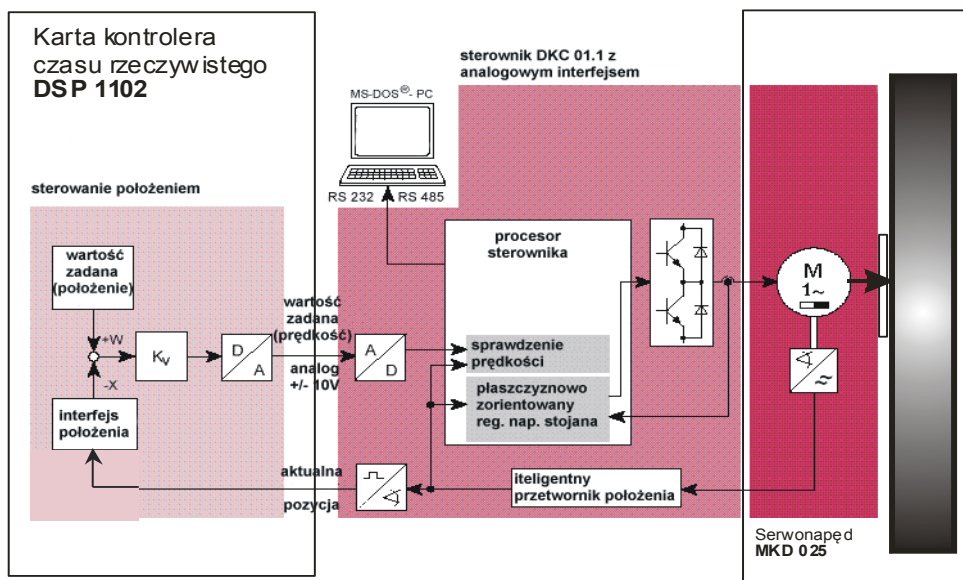 Karta kontrolera
czasu rzeczywistego
DSP 1102
sterownik DKC 01.1 z
analogowym interfejsem
MS-DOS®- PC
RS 232
RS 485
sterowanie położeniem
wartość
zadana
(położenie)
+W
-X
Kv
D
A
interfejs
położenia
wartość
zadana
(prędkość)
analog
+/- 10V
A
D
procesor
sterownika
sprawdzenie
prędkości
płaszczyznowo
zorientowany
reg. nap. stojana
M
1~
aktualna
pozycja
iteligentny
przetwornik położenia
Serwonapęd
MKD 025